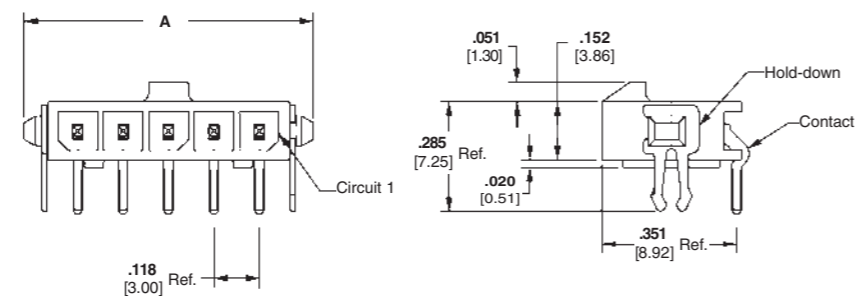 A
Circuit 1
.118
[3.00]
Ref.
.051
[1.30]
.152
[3.86]
Hold-down
Contact
.285
[7.25]
Ref.
.020
[0.51]
.351
[8.92]
Ref.